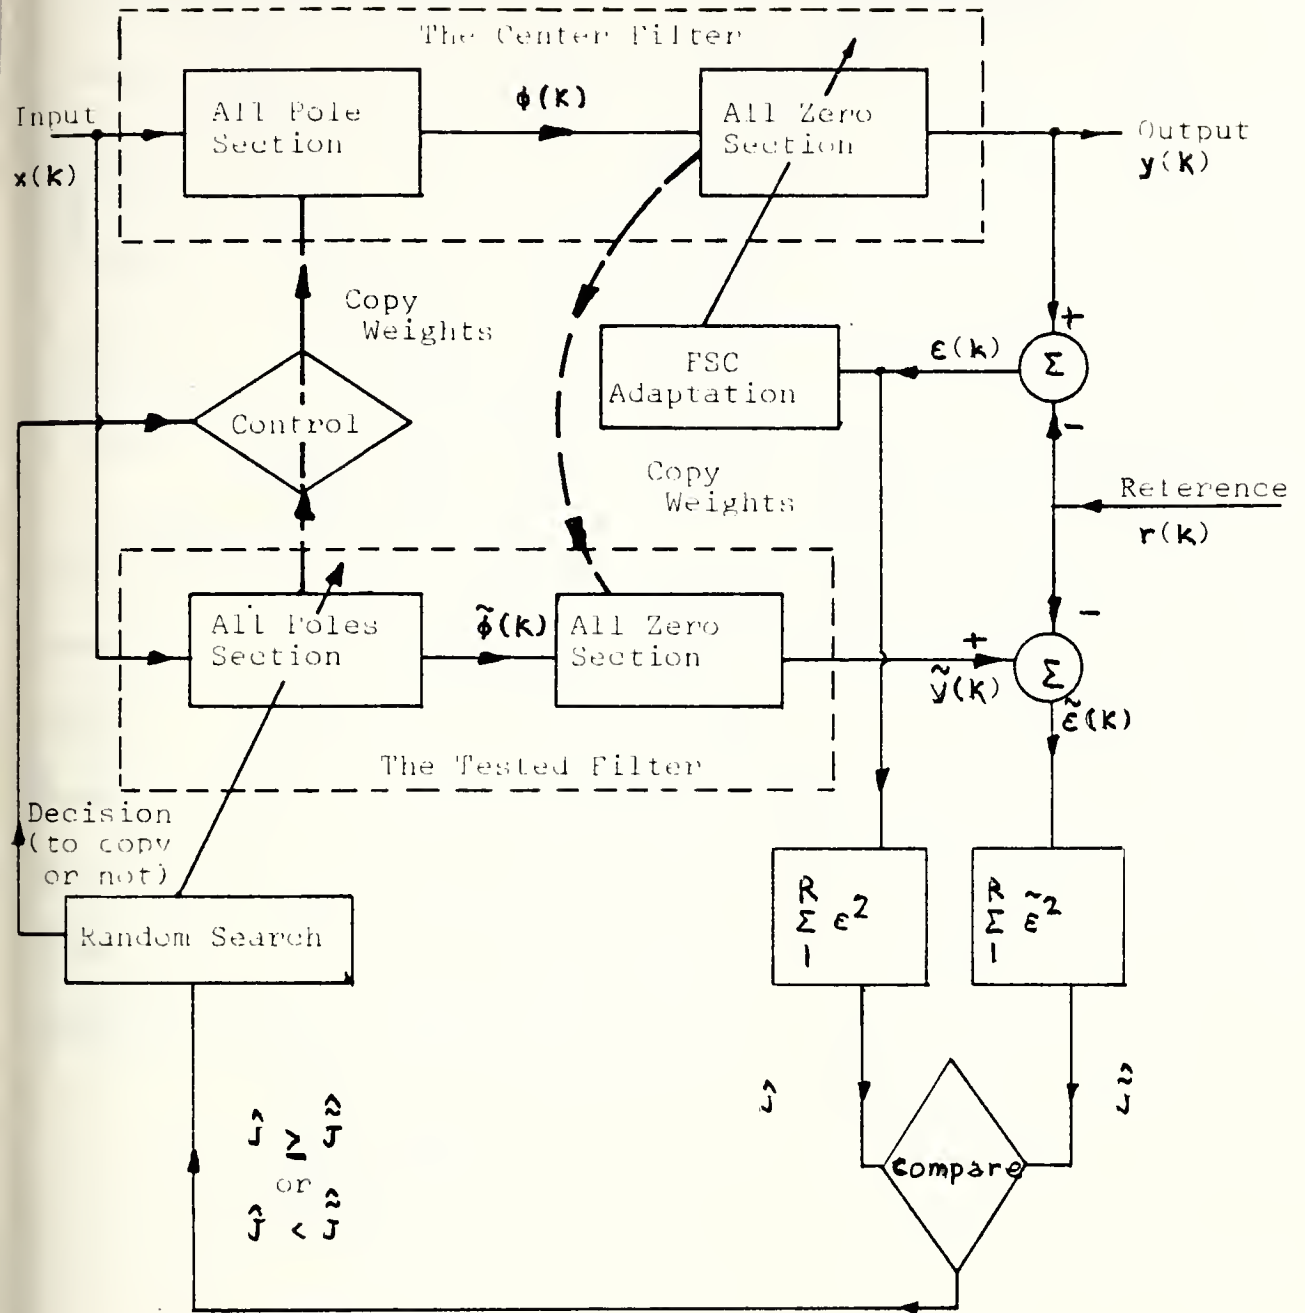 The Center Filter
Input
x(k)
All Pole
Section
ϕ(k)
All Zero
Section
Output
y(k)
Copy
Weights
FSC
Adaptation
ε(k)
+
Σ
−
Control
Copy
Weights
Reference
r(k)
−
All Poles
Section
ϕ̃(k)
All Zero
Section
+
ỹ(k)
Σ
ε̃(k)
The Tested Filter
Decision
(to copy
or not)
Random Search
R
Σ ε²
1
R
Σ ε̃²
1
Ĵ
J̃̂
Ĵ ≥ J̃̂
or
Ĵ < J̃̂
Compare